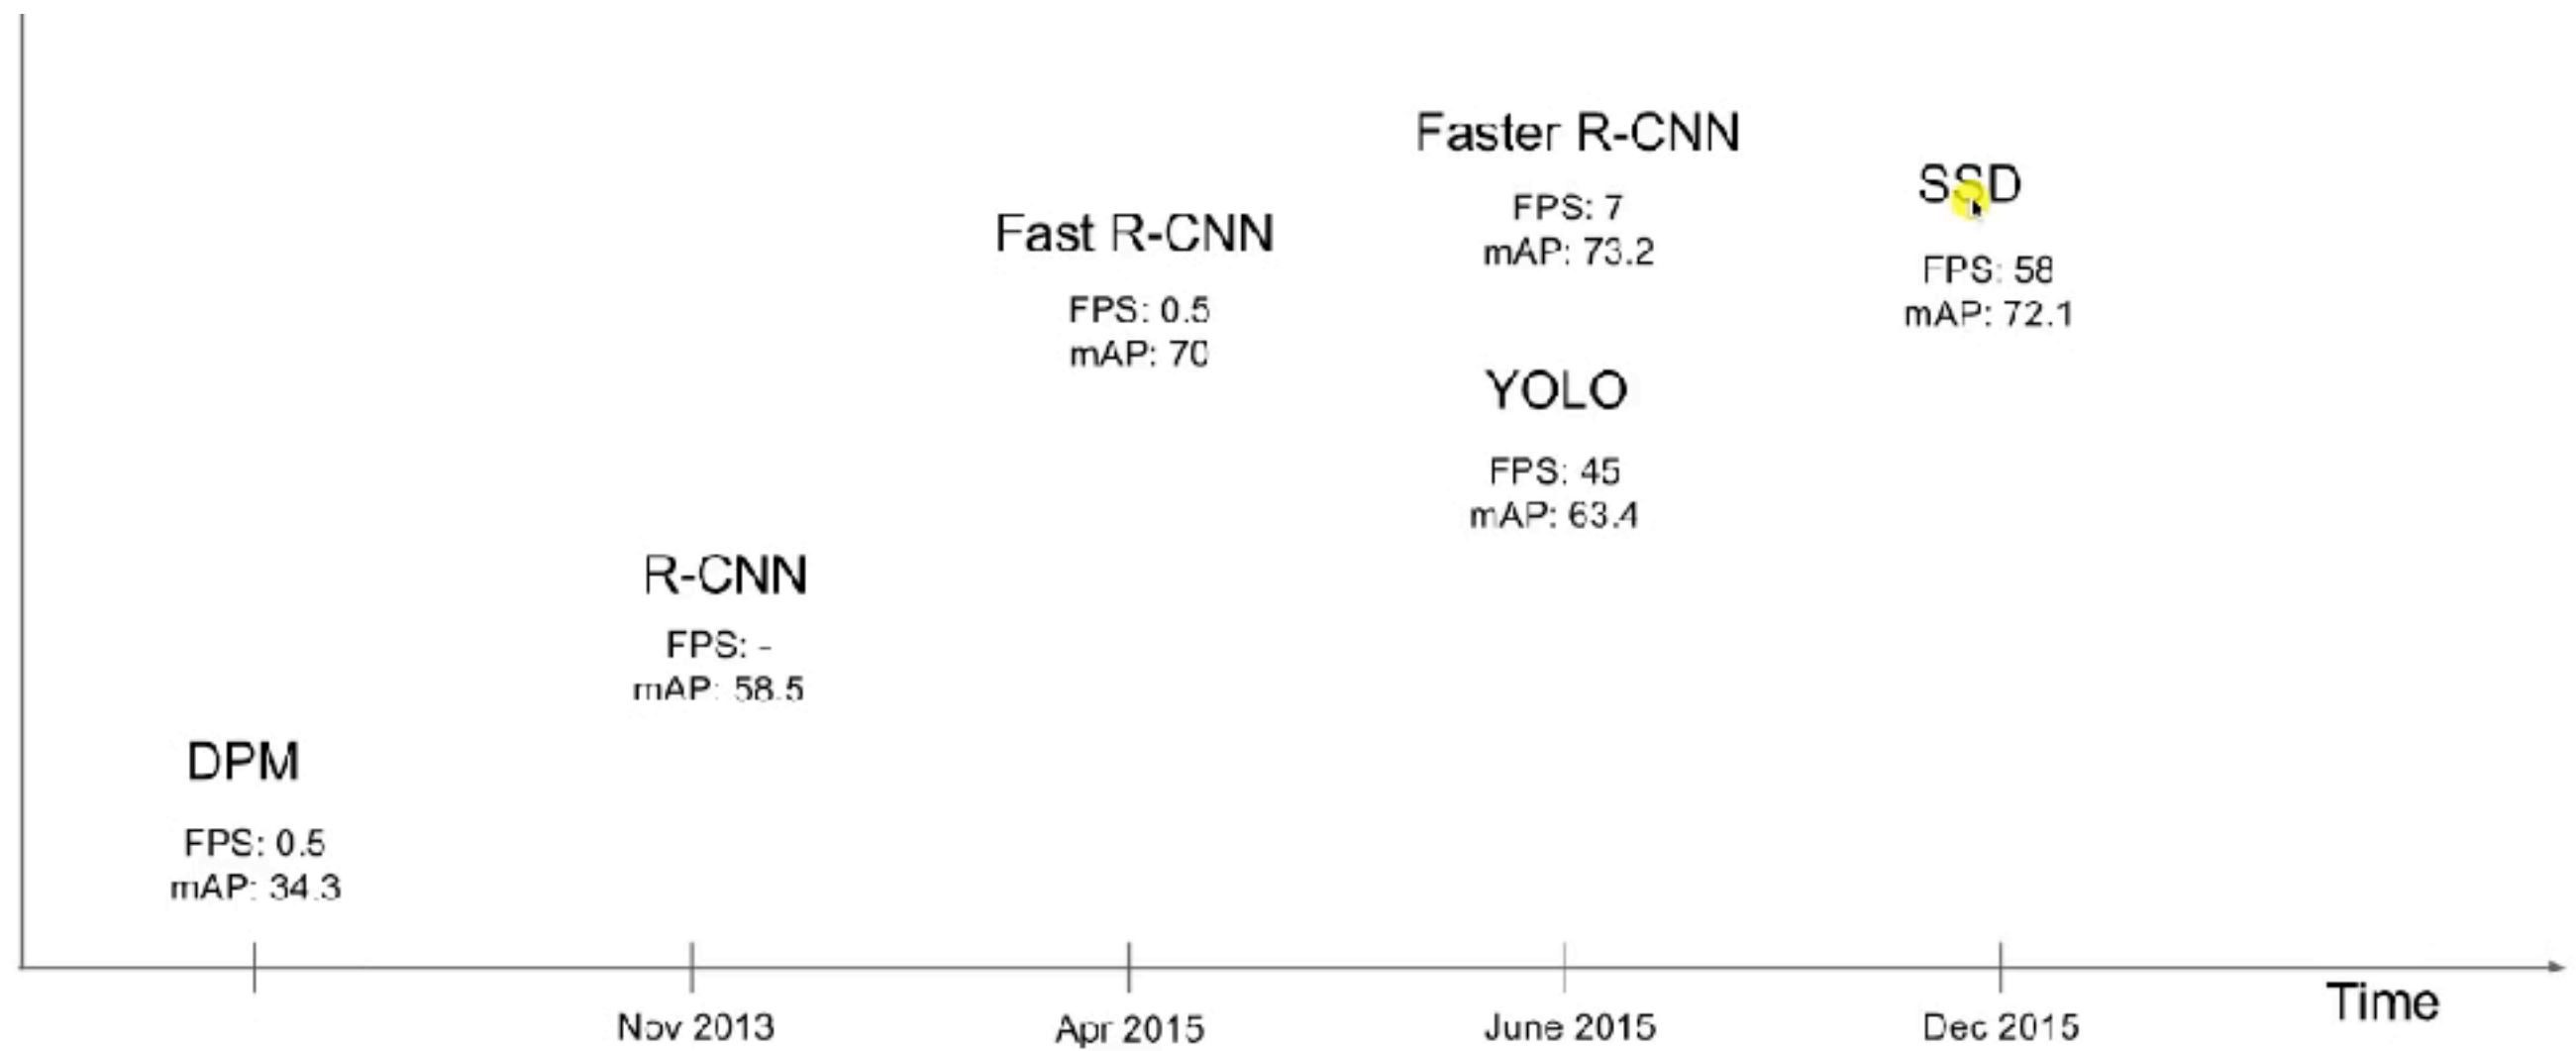 Faster R-CNN
FPS: 7
mAP: 73.2
SSD
FPS: 58
mAP: 72.1
Fast R-CNN
FPS: 0.5
mAP: 70
YOLO
FPS: 45
mAP: 63.4
R-CNN
FPS: -
mAP: 58.5
DPM
FPS: 0.5
mAP: 34.3
Nov 2013
Apr 2015
June 2015
Dec 2015
Time